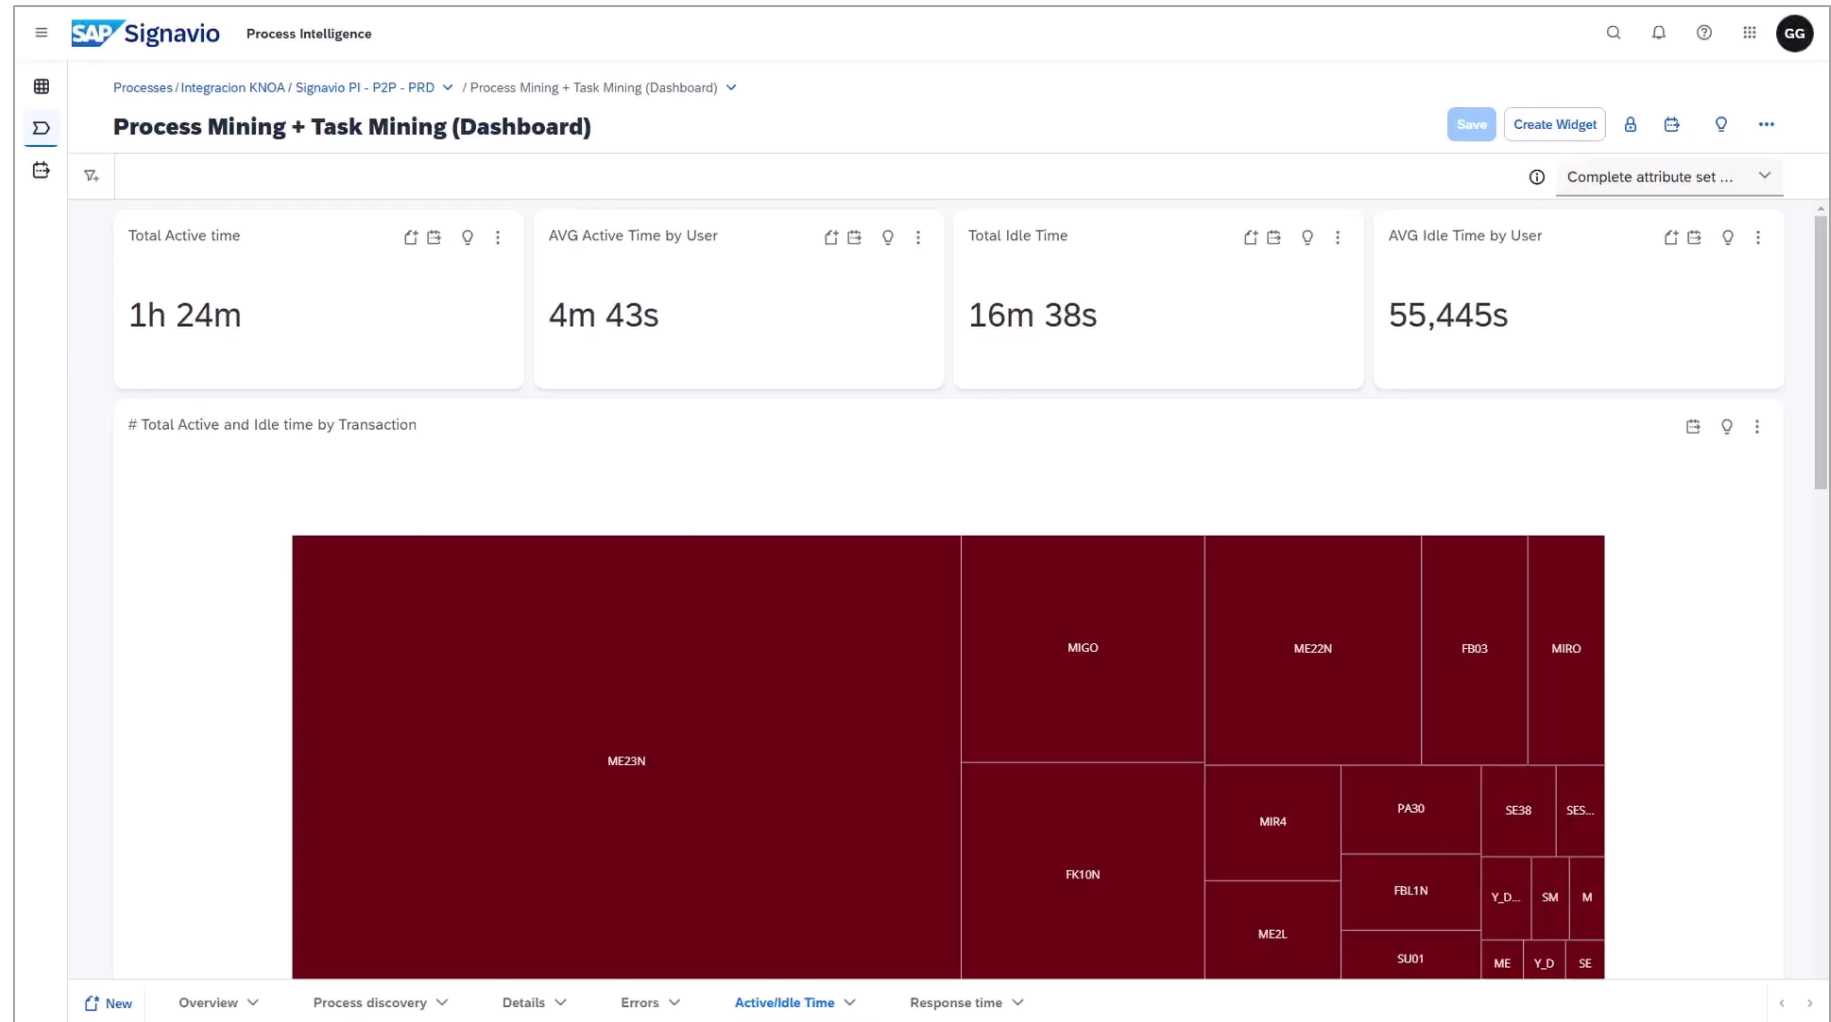 SAP Signavio Process Intelligence GG
Processes / Integracion KNOA / Signavio PI - P2P - PRD / Process Mining + Task Mining (Dashboard)
Process Mining + Task Mining (Dashboard)
Save Create Widget
Complete attribute set ...
Total Active time
1h 24m
AVG Active Time by User
4m 43s
Total Idle Time
16m 38s
AVG Idle Time by User
55,445s
# Total Active and Idle time by Transaction
ME23N
MIGO
FK10N
ME22N
FB03
MIRO
MIR4
ME2L
PA30
FBL1N
SU01
SE38
SES...
Y_D...
SM
M
ME
Y_D
SE
New Overview Process discovery Details Errors Active/Idle Time Response time